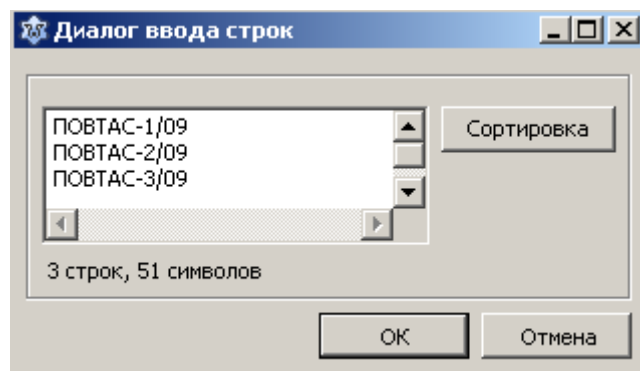 Диалог ввода строк
ПОВТАС-1/09
Сортировка
ПОВТАС-2/09
ПОВТАС-3/09
3 строк, 51 символов
ОК
Отмена